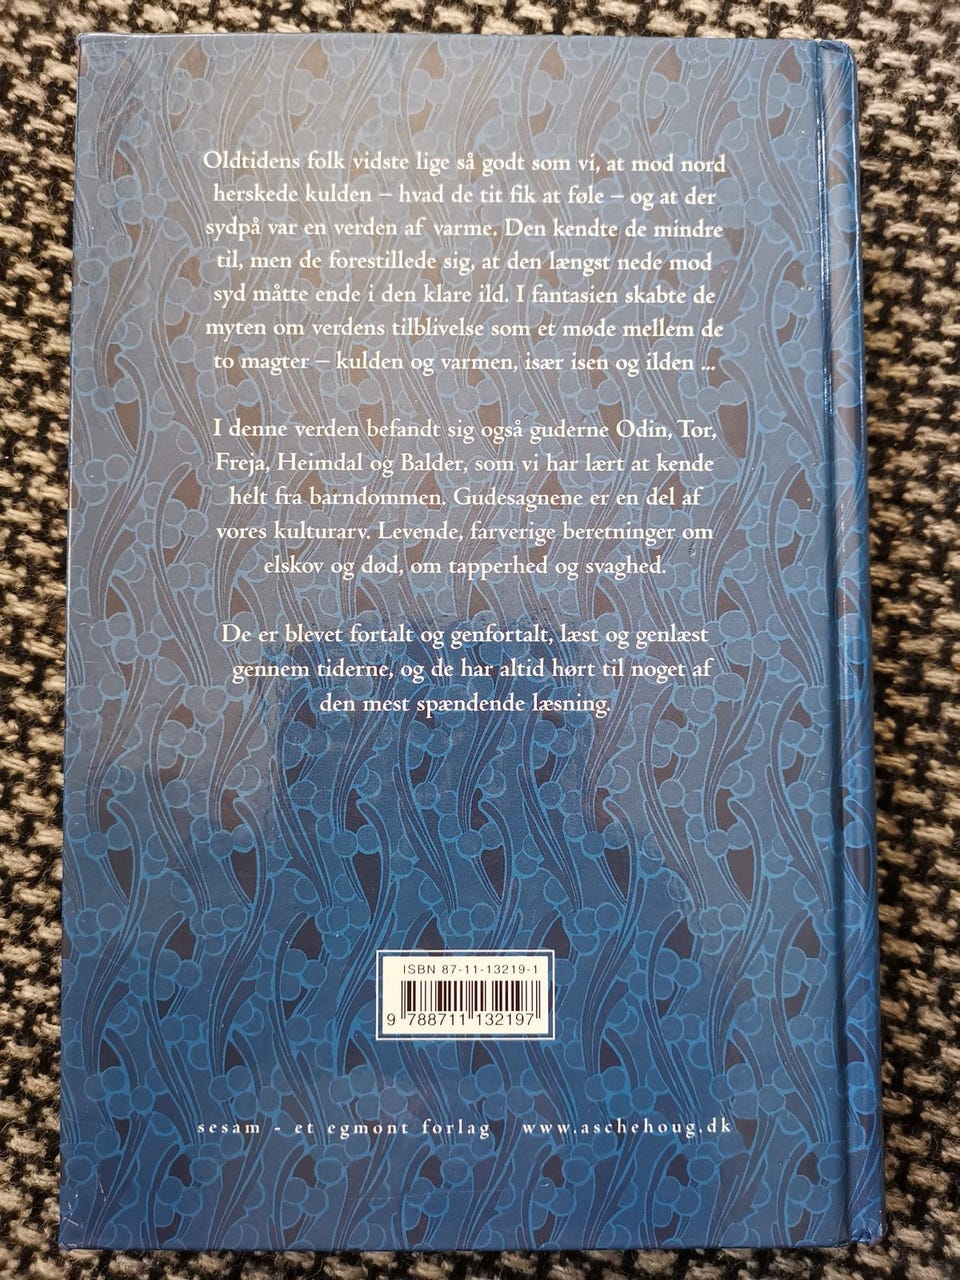 Oldtidens folk vidste lige så godt som vi, at mod nord
herskede kulden – hvad de tit fik at føle – og at der
sydpå var en verden af varme. Den kendte de mindre
til, men de forestillede sig, at den længst nede mod
syd måtte ende i den klare ild. I fantasien skabte de
myten om verdens tilblivelse som et møde mellem de
to magter – kulden og varmen, især isen og ilden ...
I denne verden befandt sig også guderne Odin, Tor,
Freja, Heimdal og Balder, som vi har lært at kende
helt fra barndommen. Gudesagnene er en del af
vores kulturarv. Levende, farverige beretninger om
elskov og død, om tapperhed og svaghed.
De er blevet fortalt og genfortalt, læst og genlæst
gennem tiderne, og de har altid hørt til noget af
den mest spændende læsning.
ISBN 87-11-13219-1
9 788711 132197
sesam - et egmont forlag www.aschehoug.dk